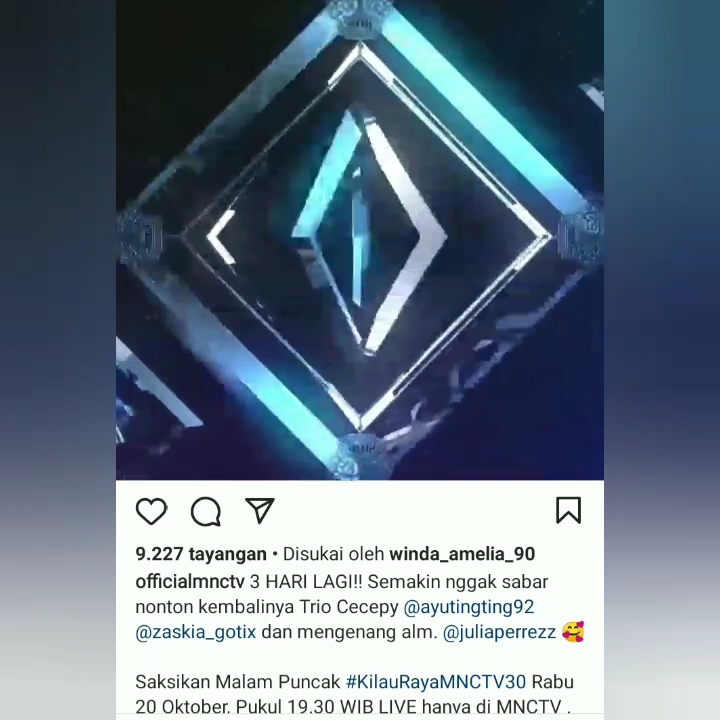 9.227 tayangan • Disukai oleh winda_amelia_90
officialmnctv 3 HARI LAGI!! Semakin nggak sabar
nonton kembalinya Trio Cecepy @ayutingting92
@zaskia_gotix dan mengenang alm. @juliaperrezz 🥰
Saksikan Malam Puncak #KilauRayaMNCTV30 Rabu
20 Oktober. Pukul 19.30 WIB LIVE hanya di MNCTV .